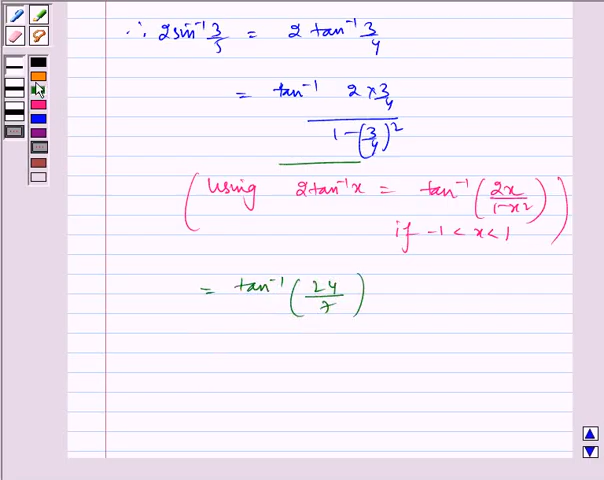 ∴ 2sin⁻¹ 3/5 = 2 tan⁻¹ 3/4
= tan⁻¹ 2 × 3/4
1 − (3/4)²
(Using 2tan⁻¹x = tan⁻¹ (2x/1−x²)
if −1 < x < 1)
= tan⁻¹ (24/7)